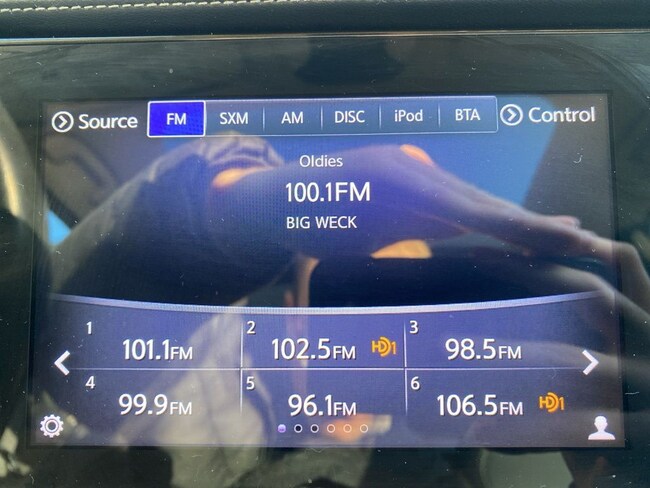 Source FM SXM AM DISC iPod BTA Control
Oldies
100.1FM
BIG WECK
1 2 3
101.1FM 102.5FM HD1 98.5FM
4 5 6
99.9FM 96.1FM 106.5FM HD1